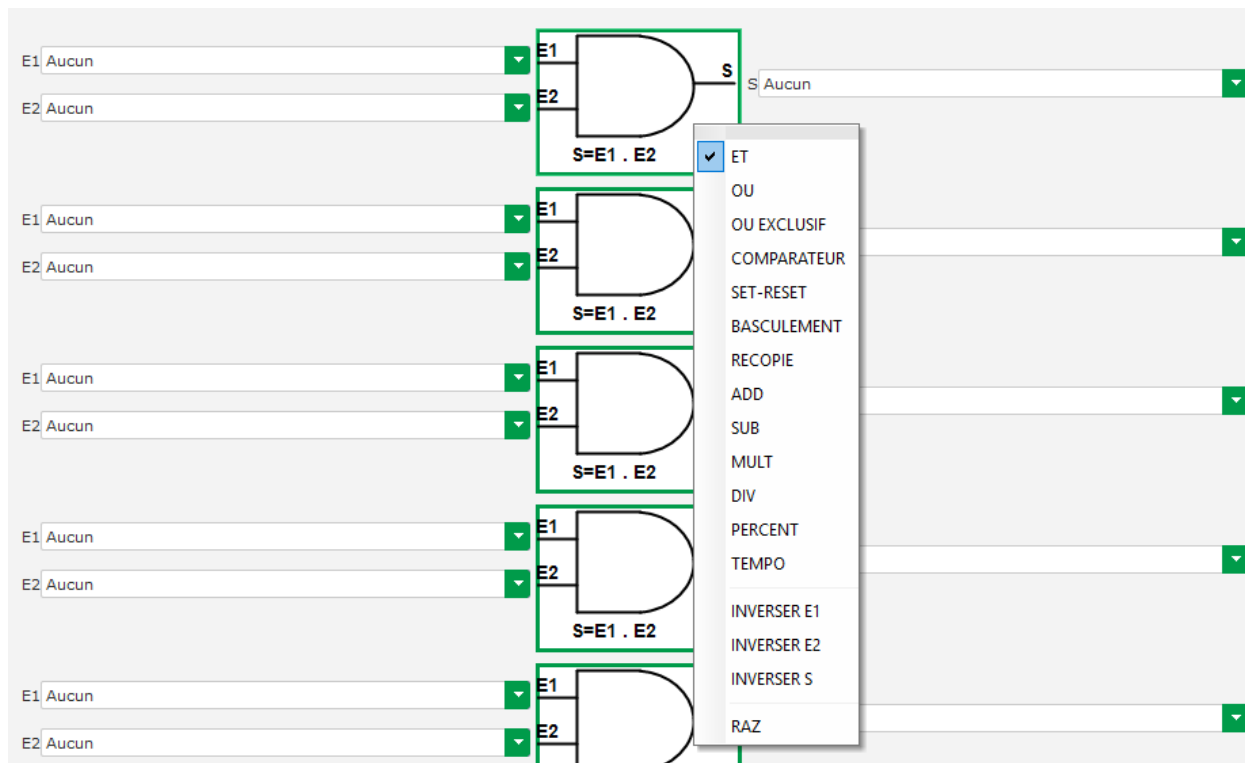 E1 Aucun
E2 Aucun
E1
E2
S
S=E1 . E2
S Aucun
ET
OU
OU EXCLUSIF
COMPARATEUR
SET-RESET
BASCULEMENT
RECOPIE
ADD
SUB
MULT
DIV
PERCENT
TEMPO
INVERSER E1
INVERSER E2
INVERSER S
RAZ
E1 Aucun
E2 Aucun
E1
E2
S=E1 . E2
E1 Aucun
E2 Aucun
E1
E2
S=E1 . E2
E1 Aucun
E2 Aucun
E1
E2
S=E1 . E2
E1 Aucun
E2 Aucun
E1
E2